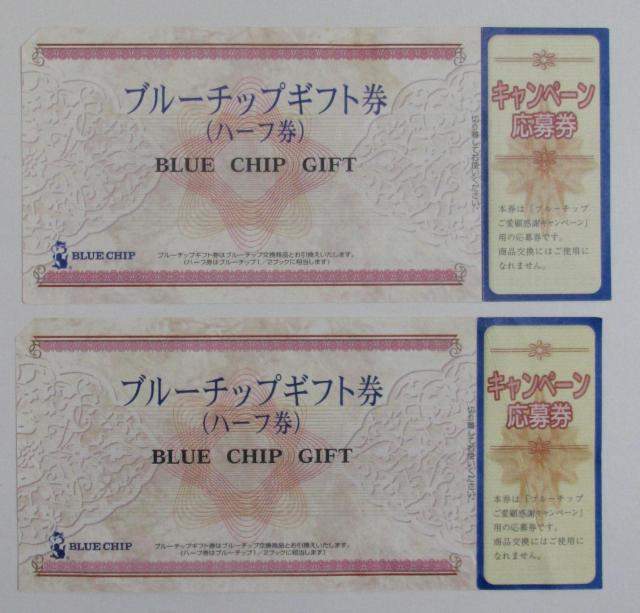 ブルーチップギフト券
(ハーフ券)
BLUE CHIP GIFT
BLUE CHIP
ブルーチップギフト券はブルーチップ交換商品とお引換えいたします。
(ハーフ券はブルーチップ1/2ブックに相当します)
キャンペーン
応募券
本券は「ブルーチップ
ご愛顧感謝キャンペーン」
用の応募券です。
商品交換にはご使用に
なれません。
ブルーチップギフト券
(ハーフ券)
BLUE CHIP GIFT
BLUE CHIP
ブルーチップギフト券はブルーチップ交換商品とお引換えいたします。
(ハーフ券はブルーチップ1/2ブックに相当します)
キャンペーン
応募券
本券は「ブルーチップ
ご愛顧感謝キャンペーン」
用の応募券です。
商品交換にはご使用に
なれません。